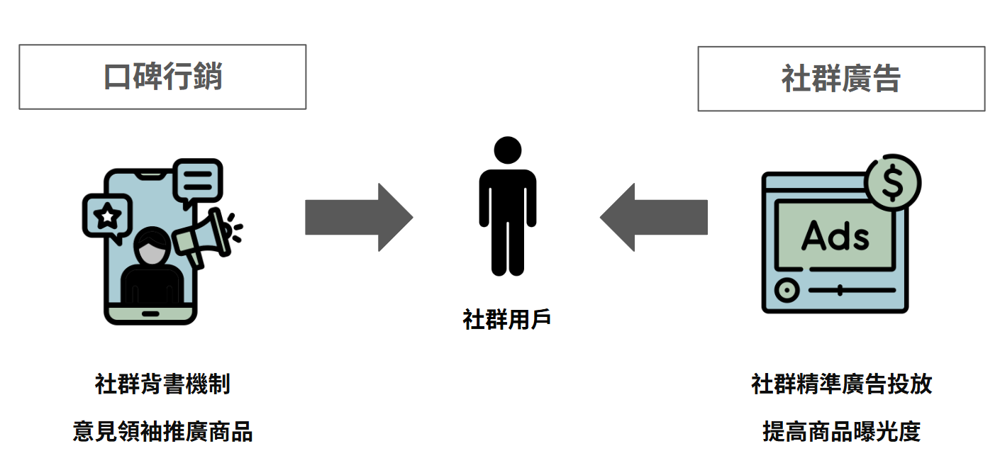 口碑行銷
社群廣告
$
Ads
社群用戶
社群背書機制
意見領袖推廣商品
社群精準廣告投放
提高商品曝光度